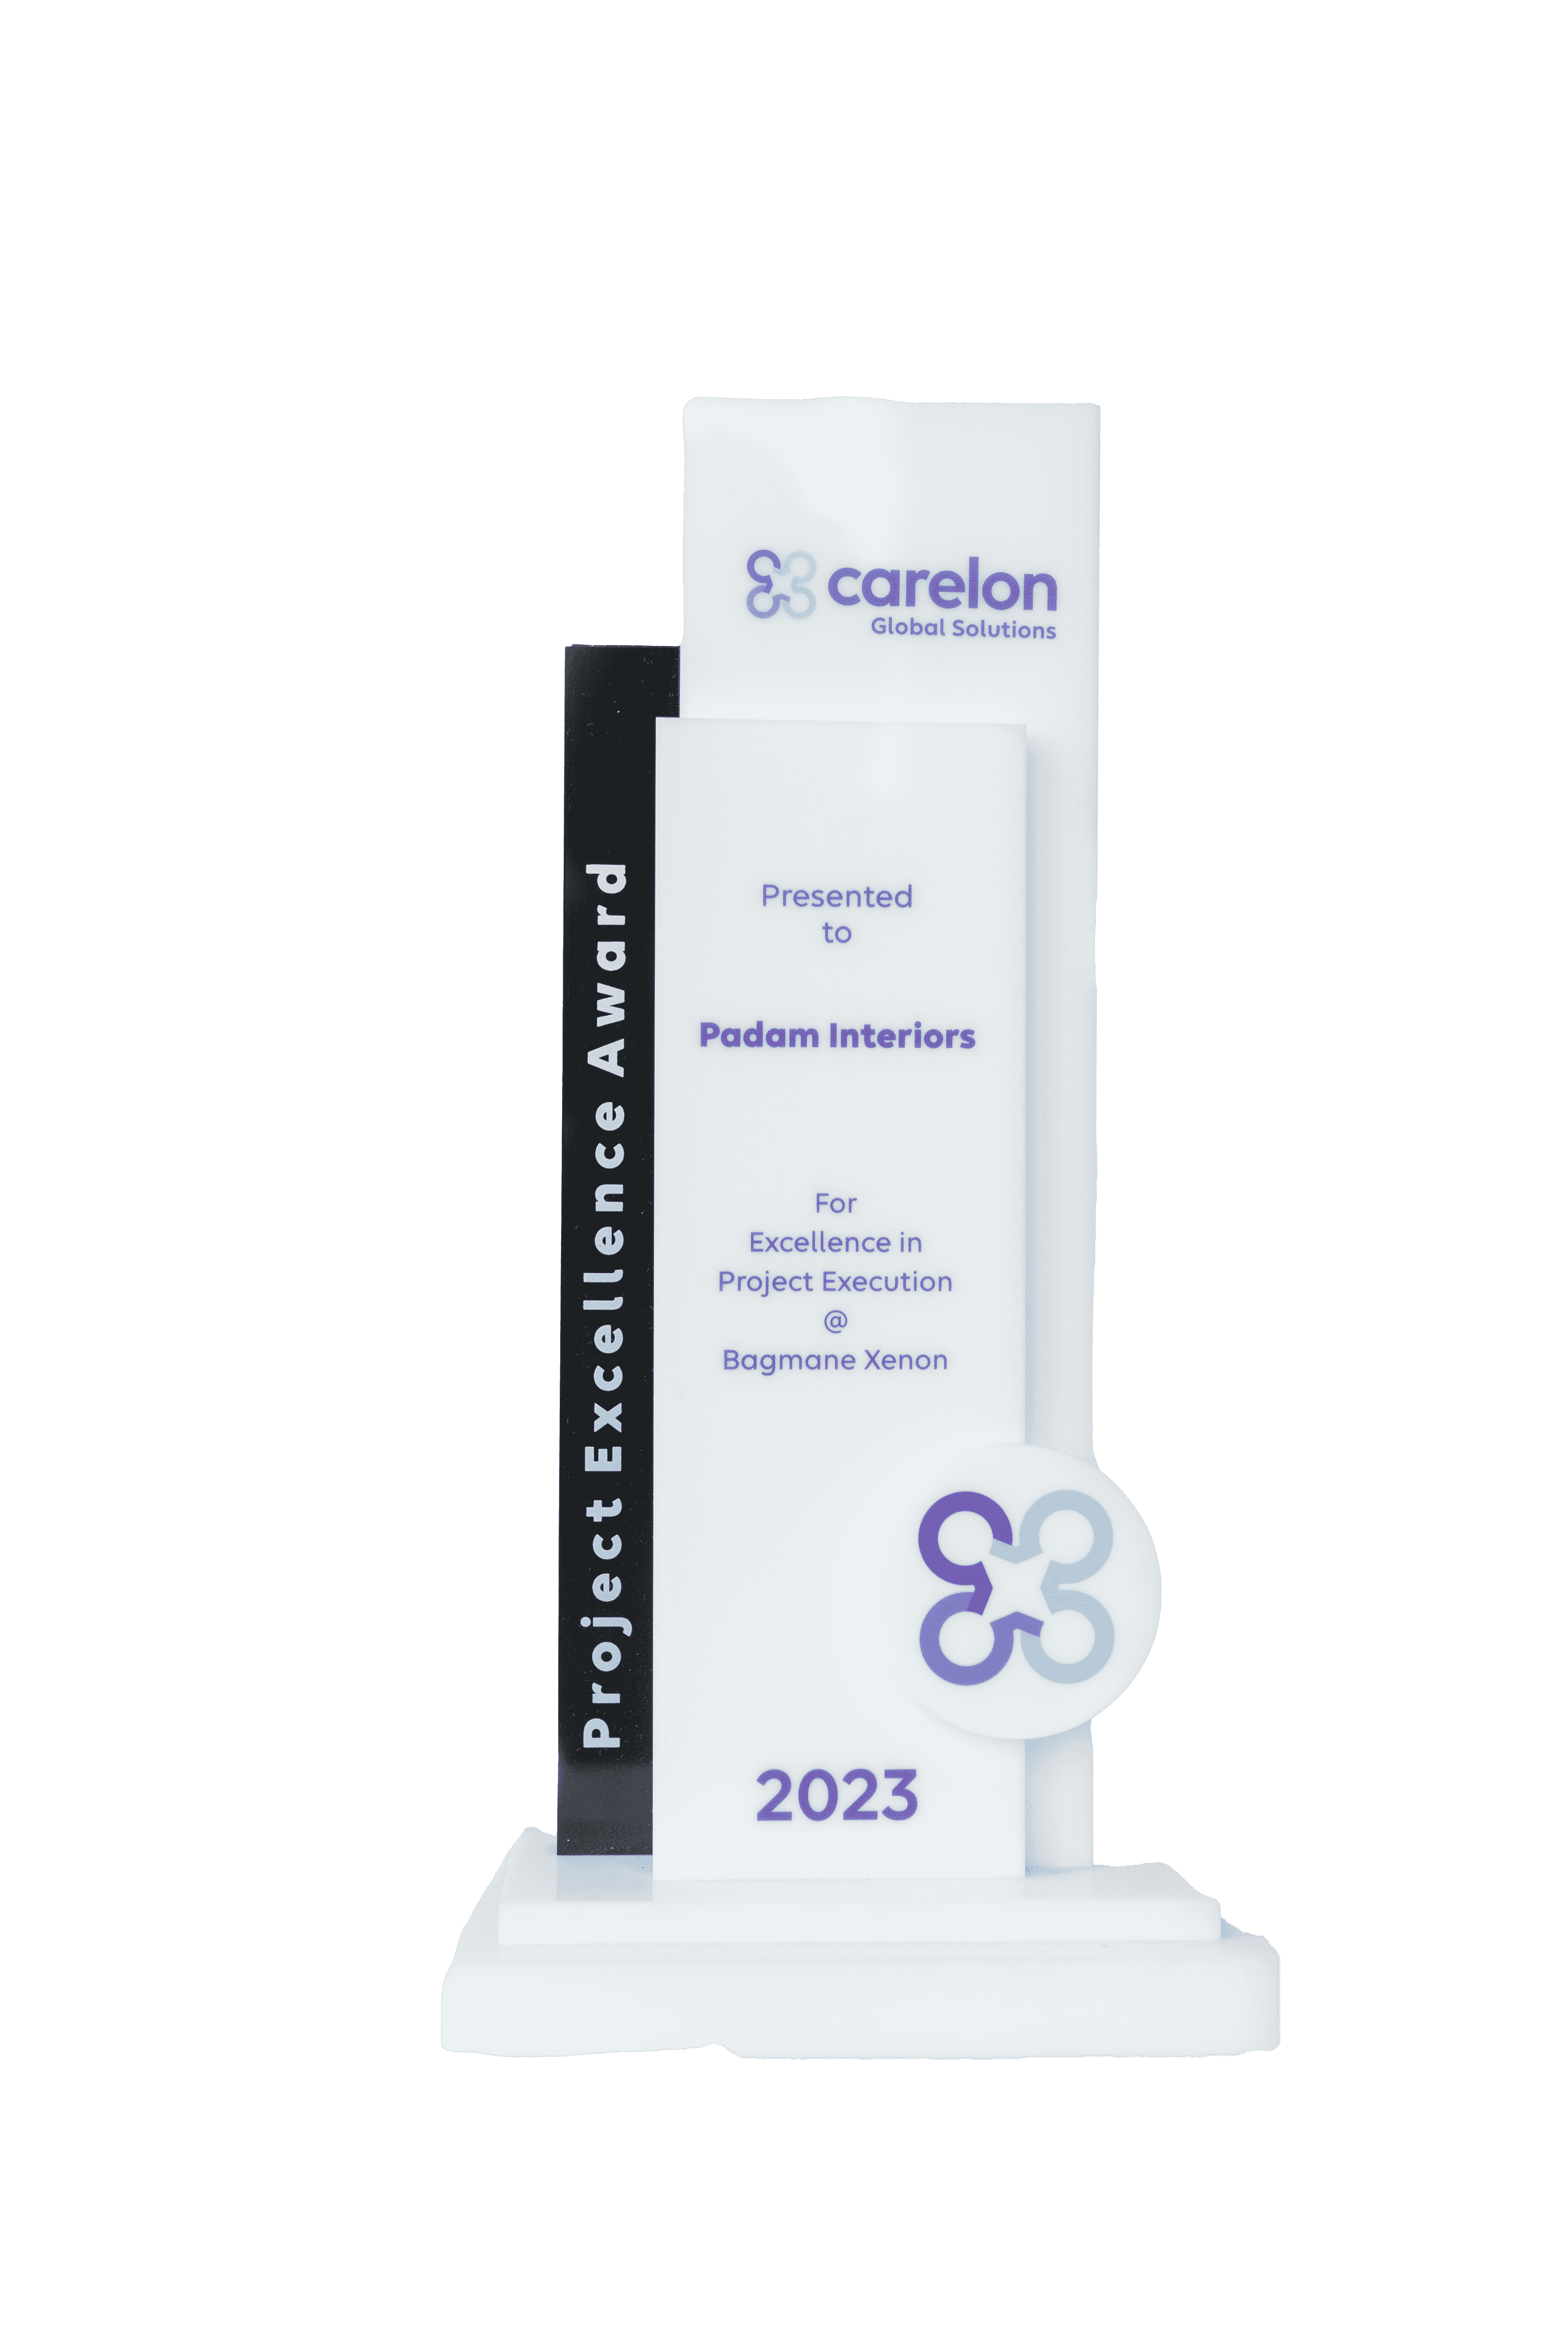 carelon
Global Solutions
Project Excellence Award
Presented
to
Padam Interiors
For
Excellence in
Project Execution
@
Bagmane Xenon
2023